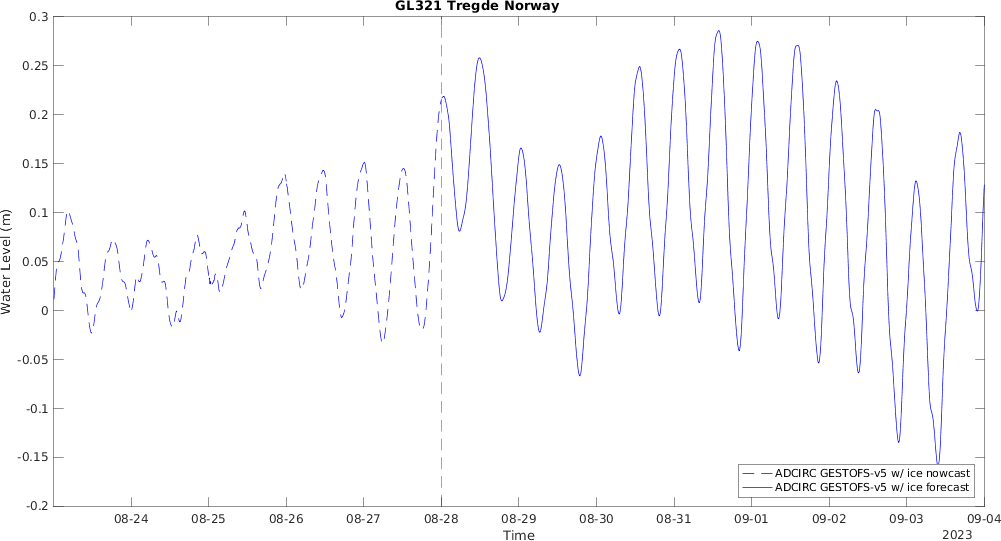 GL321 Tregde Norway
0.3
0.25
0.2
0.15
0.1
0.05
0
-0.05
-0.1
-0.15
-0.2
Water Level (m)
ADCIRC GESTOFS-v5 w/ ice nowcast
ADCIRC GESTOFS-v5 w/ ice forecast
08-24 08-25 08-26 08-27 08-28 08-29 08-30 08-31 09-01 09-02 09-03 09-04
Time
2023